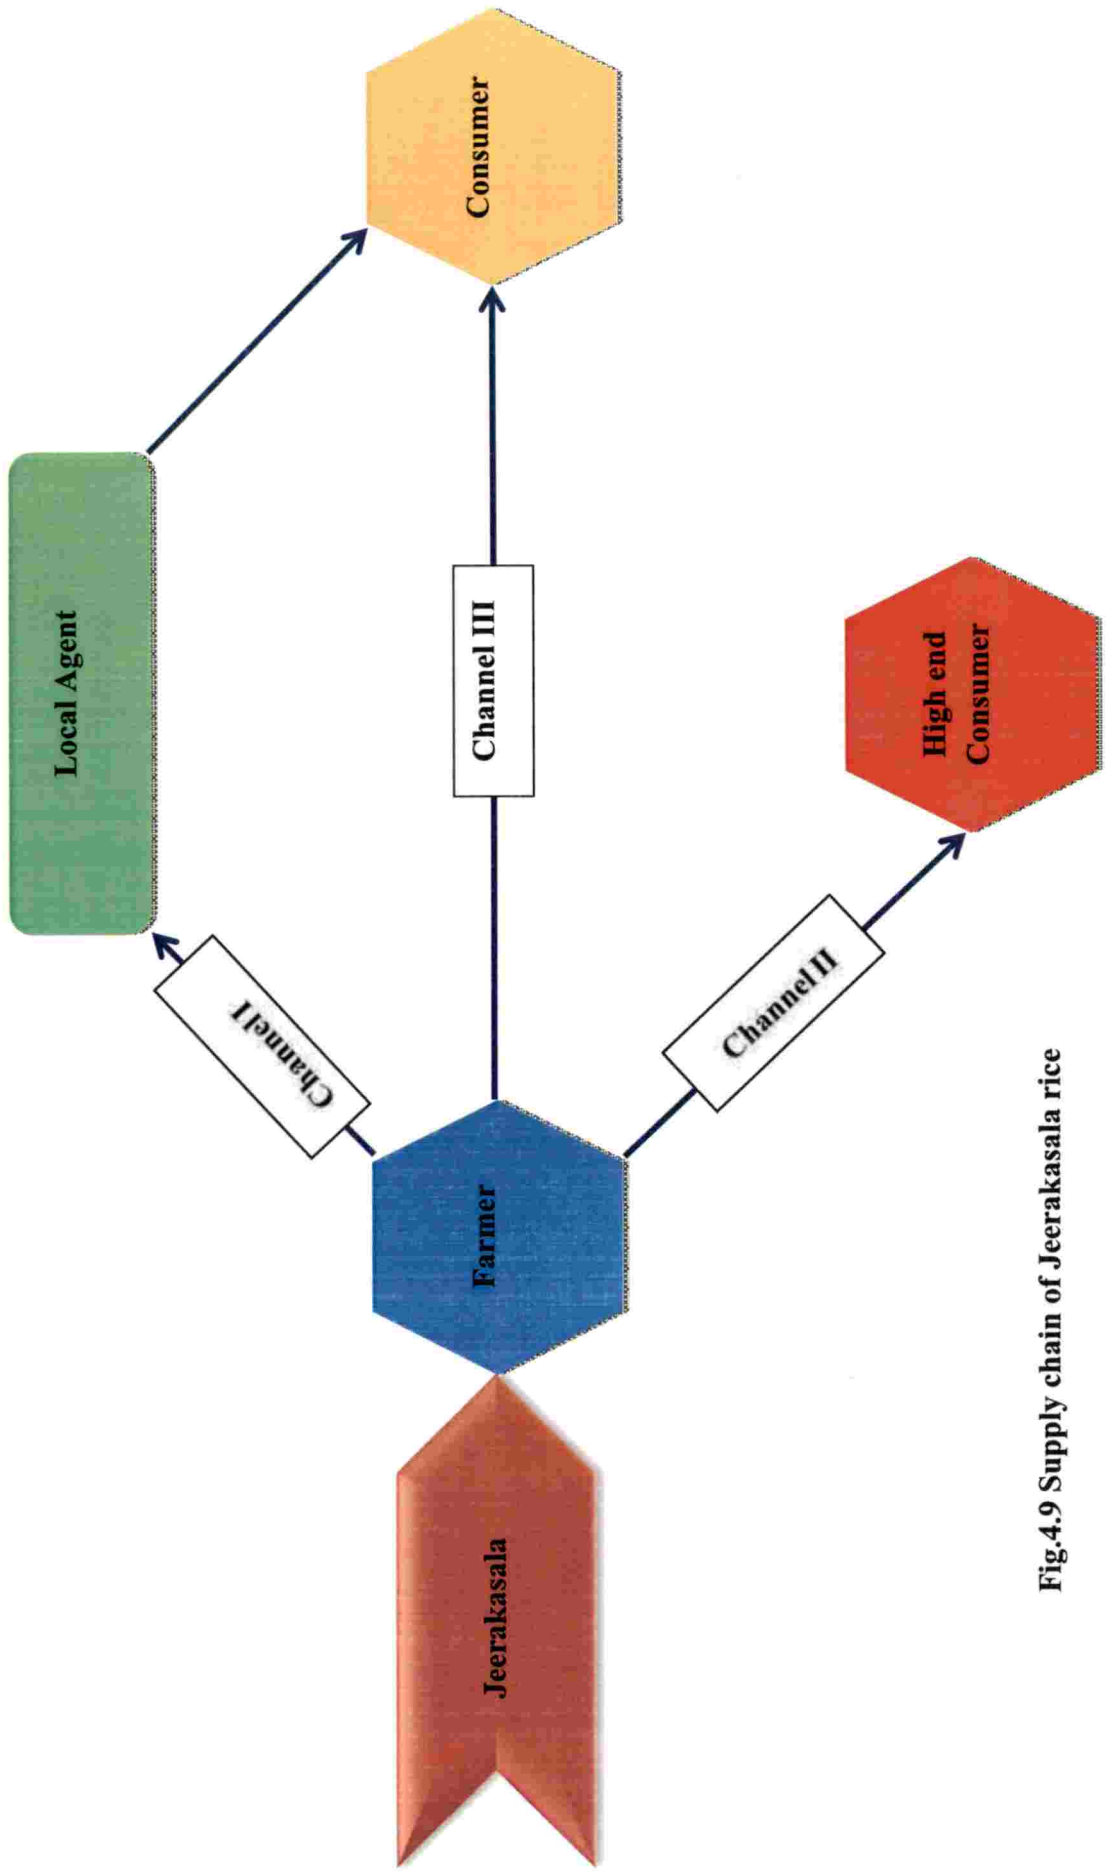 Local Agent
Channel I
Consumer
Jeerakasala
Farmer
Channel III
Channel II
High end
Consumer
Fig.4.9 Supply chain of Jeerakasala rice